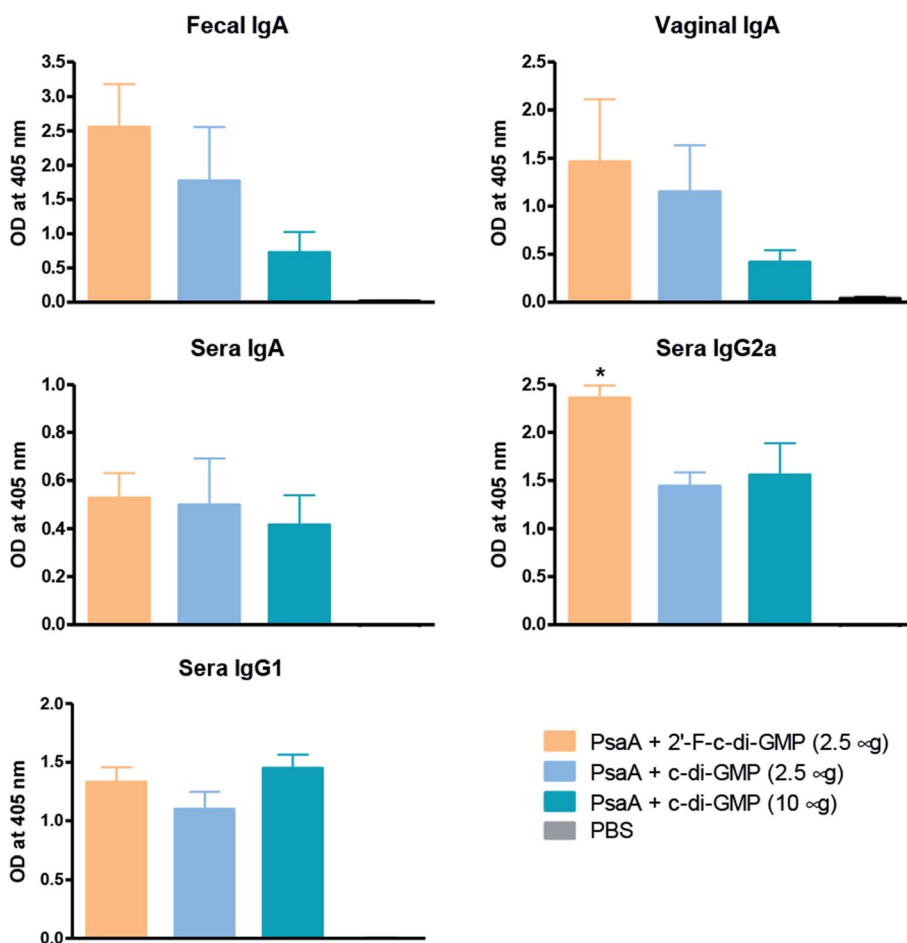 Fecal IgA
OD at 405 nm
3.5
3.0
2.5
2.0
1.5
1.0
0.5
0.0
Vaginal IgA
OD at 405 nm
2.5
2.0
1.5
1.0
0.5
0.0
Sera IgA
OD at 405 nm
1.0
0.8
0.6
0.4
0.2
0.0
Sera IgG2a
OD at 405 nm
2.5
2.0
1.5
1.0
0.5
0.0
*
Sera IgG1
OD at 405 nm
2.0
1.5
1.0
0.5
0.0
PsaA + 2'-F-c-di-GMP (2.5 ∝g)
PsaA + c-di-GMP (2.5 ∝g)
PsaA + c-di-GMP (10 ∝g)
PBS